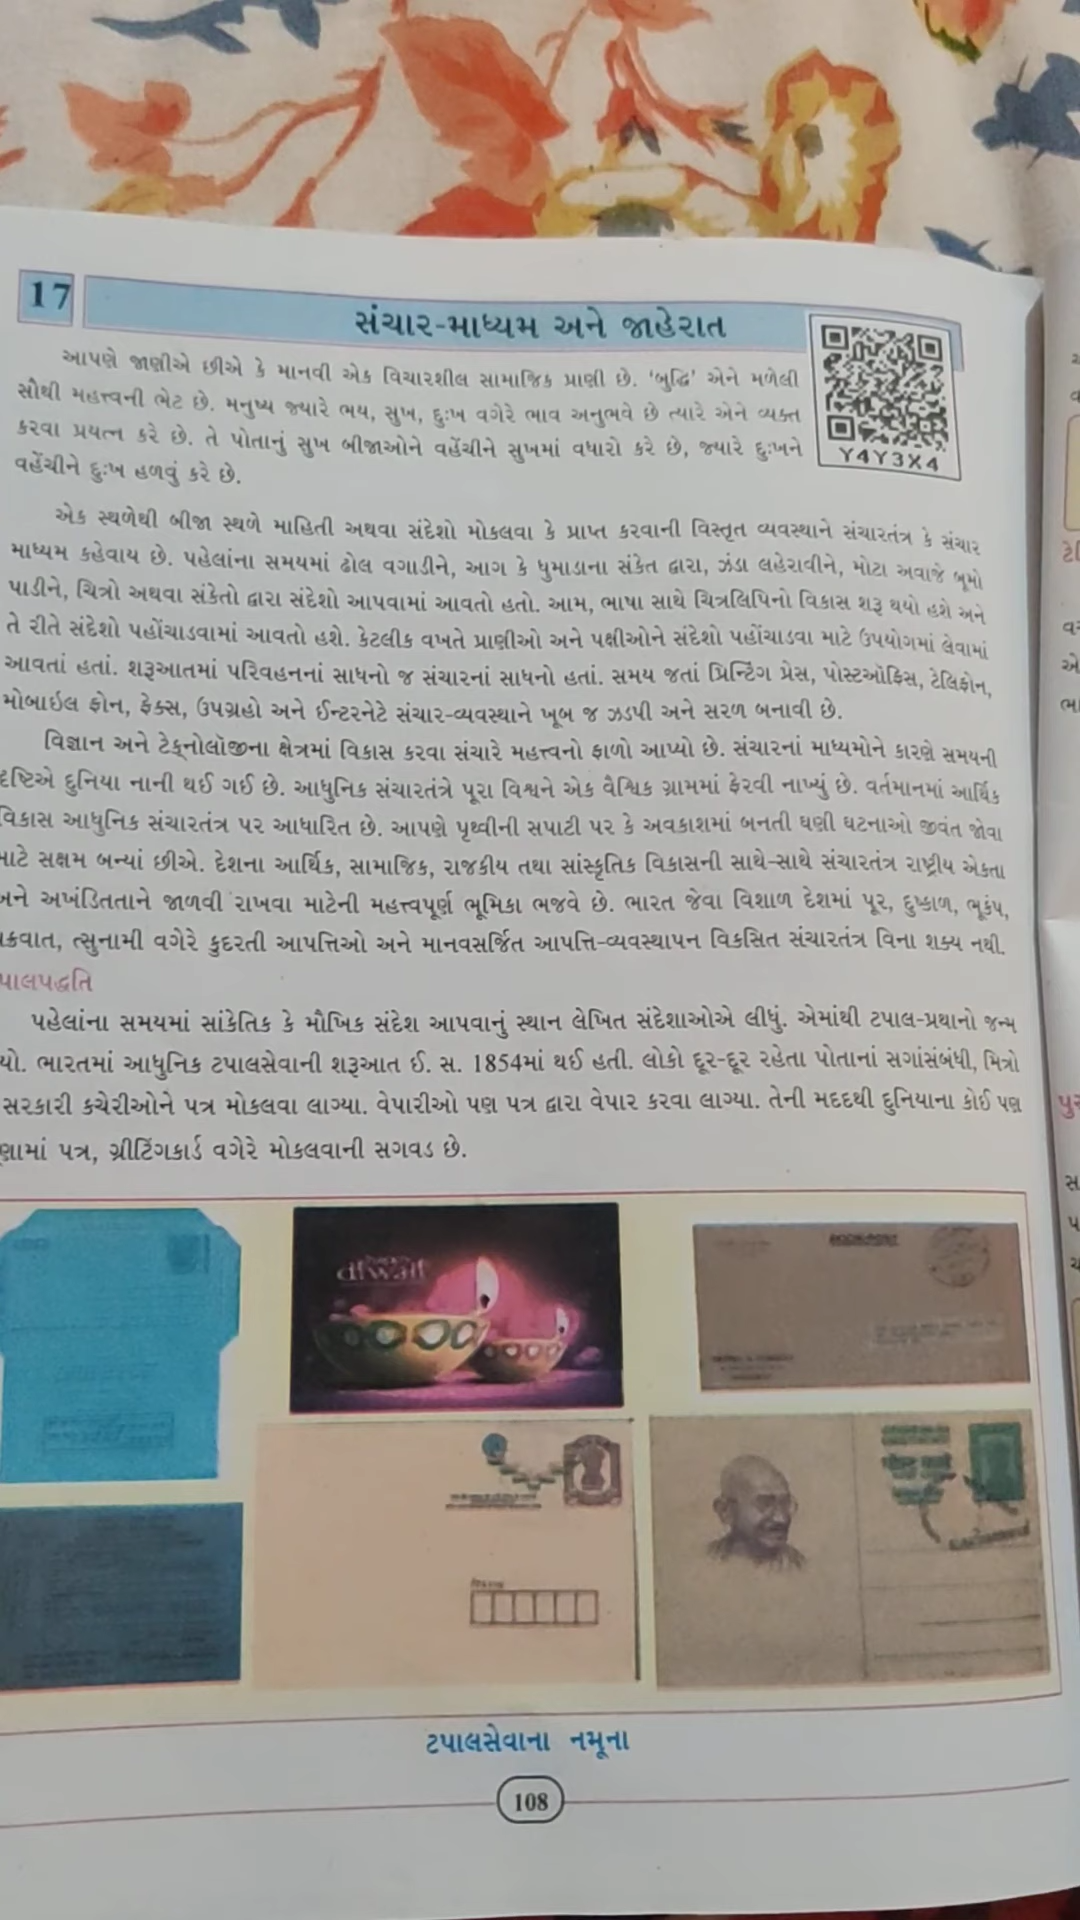 17
સંચાર-માધ્યમ અને જાહેરાત
આપણે જાણીએ છીએ કે માનવી એક વિચારશીલ સામાજિક પ્રાણી છે. ‘બુદ્ધિ’ એને મળેલી
સૌથી મહત્ત્વની ભેટ છે. મનુષ્ય જ્યારે ભય, સુખ, દુઃખ વગેરે ભાવ અનુભવે છે ત્યારે એને વ્યક્ત
કરવા પ્રયત્ન કરે છે. તે પોતાનું સુખ બીજાઓને વહેંચીને સુખમાં વધારો કરે છે, જ્યારે દુઃખને
વહેંચીને દુઃખ હળવું કરે છે.
Y4Y3X4
એક સ્થળેથી બીજા સ્થળે માહિતી અથવા સંદેશો મોકલવા કે પ્રાપ્ત કરવાની વિસ્તૃત વ્યવસ્થાને સંચારતંત્ર કે સંચાર
માધ્યમ કહેવાય છે. પહેલાંના સમયમાં ઢોલ વગાડીને, આગ કે ધુમાડાના સંકેત દ્વારા, ઝંડા લહેરાવીને, મોટા અવાજે બૂમો
પાડીને, ચિત્રો અથવા સંકેતો દ્વારા સંદેશો આપવામાં આવતો હતો. આમ, ભાષા સાથે ચિત્રલિપિનો વિકાસ શરૂ થયો હશે અને
તે રીતે સંદેશો પહોંચાડવામાં આવતો હશે. કેટલીક વખતે પ્રાણીઓ અને પક્ષીઓને સંદેશો પહોંચાડવા માટે ઉપયોગમાં લેવામાં
આવતાં હતાં. શરૂઆતમાં પરિવહનનાં સાધનો જ સંચારનાં સાધનો હતાં. સમય જતાં પ્રિન્ટિંગ પ્રેસ, પોસ્ટઑફિસ, ટેલિફોન,
મોબાઇલ ફોન, ફેક્સ, ઉપગ્રહો અને ઈન્ટરનેટે સંચાર-વ્યવસ્થાને ખૂબ જ ઝડપી અને સરળ બનાવી છે.
વિજ્ઞાન અને ટેક્નોલૉજીના ક્ષેત્રમાં વિકાસ કરવા સંચારે મહત્ત્વનો ફાળો આપ્યો છે. સંચારનાં માધ્યમોને કારણે સમયની
દૃષ્ટિએ દુનિયા નાની થઈ ગઈ છે. આધુનિક સંચારતંત્રે પૂરા વિશ્વને એક વૈશ્વિક ગ્રામમાં ફેરવી નાખ્યું છે. વર્તમાનમાં આર્થિક
વિકાસ આધુનિક સંચારતંત્ર પર આધારિત છે. આપણે પૃથ્વીની સપાટી પર કે અવકાશમાં બનતી ઘણી ઘટનાઓ જીવંત જોવા
માટે સક્ષમ બન્યાં છીએ. દેશના આર્થિક, સામાજિક, રાજકીય તથા સાંસ્કૃતિક વિકાસની સાથે-સાથે સંચારતંત્ર રાષ્ટ્રીય એકતા
અને અખંડિતતાને જાળવી રાખવા માટેની મહત્ત્વપૂર્ણ ભૂમિકા ભજવે છે. ભારત જેવા વિશાળ દેશમાં પૂર, દુષ્કાળ, ભૂકંપ,
ક્રવાત, ત્સુનામી વગેરે કુદરતી આપત્તિઓ અને માનવસર્જિત આપત્તિ-વ્યવસ્થાપન વિકસિત સંચારતંત્ર વિના શક્ય નથી.
પાલપદ્ધતિ
પહેલાંના સમયમાં સાંકેતિક કે મૌખિક સંદેશ આપવાનું સ્થાન લેખિત સંદેશાઓએ લીધું. એમાંથી ટપાલ-પ્રથાનો જન્મ
યો. ભારતમાં આધુનિક ટપાલસેવાની શરૂઆત ઈ. સ. 1854માં થઈ હતી. લોકો દૂર-દૂર રહેતા પોતાનાં સગાંસંબંધી, મિત્રો
સરકારી કચેરીઓને પત્ર મોકલવા લાગ્યા. વેપારીઓ પણ પત્ર દ્વારા વેપાર કરવા લાગ્યા. તેની મદદથી દુનિયાના કોઈ પણ
ણામાં પત્ર, ગ્રીટિંગકાર્ડ વગેરે મોકલવાની સગવડ છે.
diwali
BOOK-POST
ટપાલસેવાના નમૂના
108